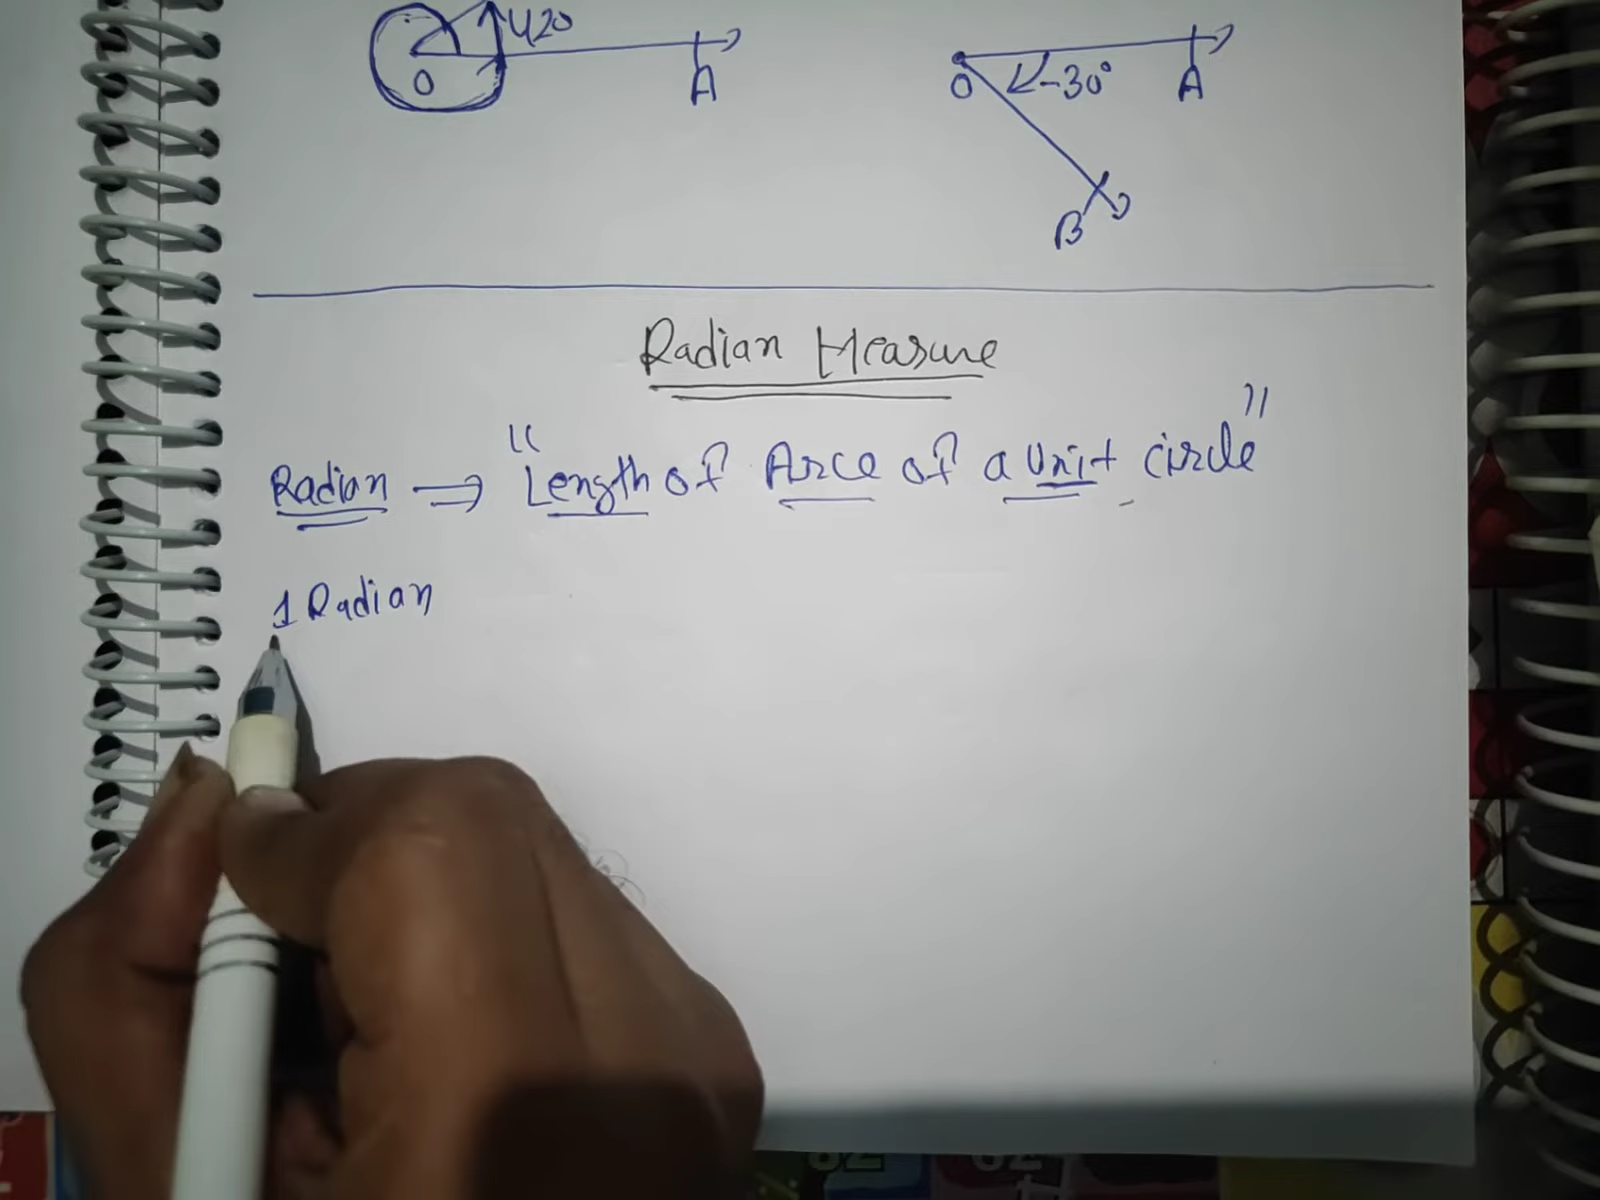 420
O
A
O
-30°
A
B
Radian Measure
Radian ⇒ "Length of Arce of a Unit circle"
1 Radian